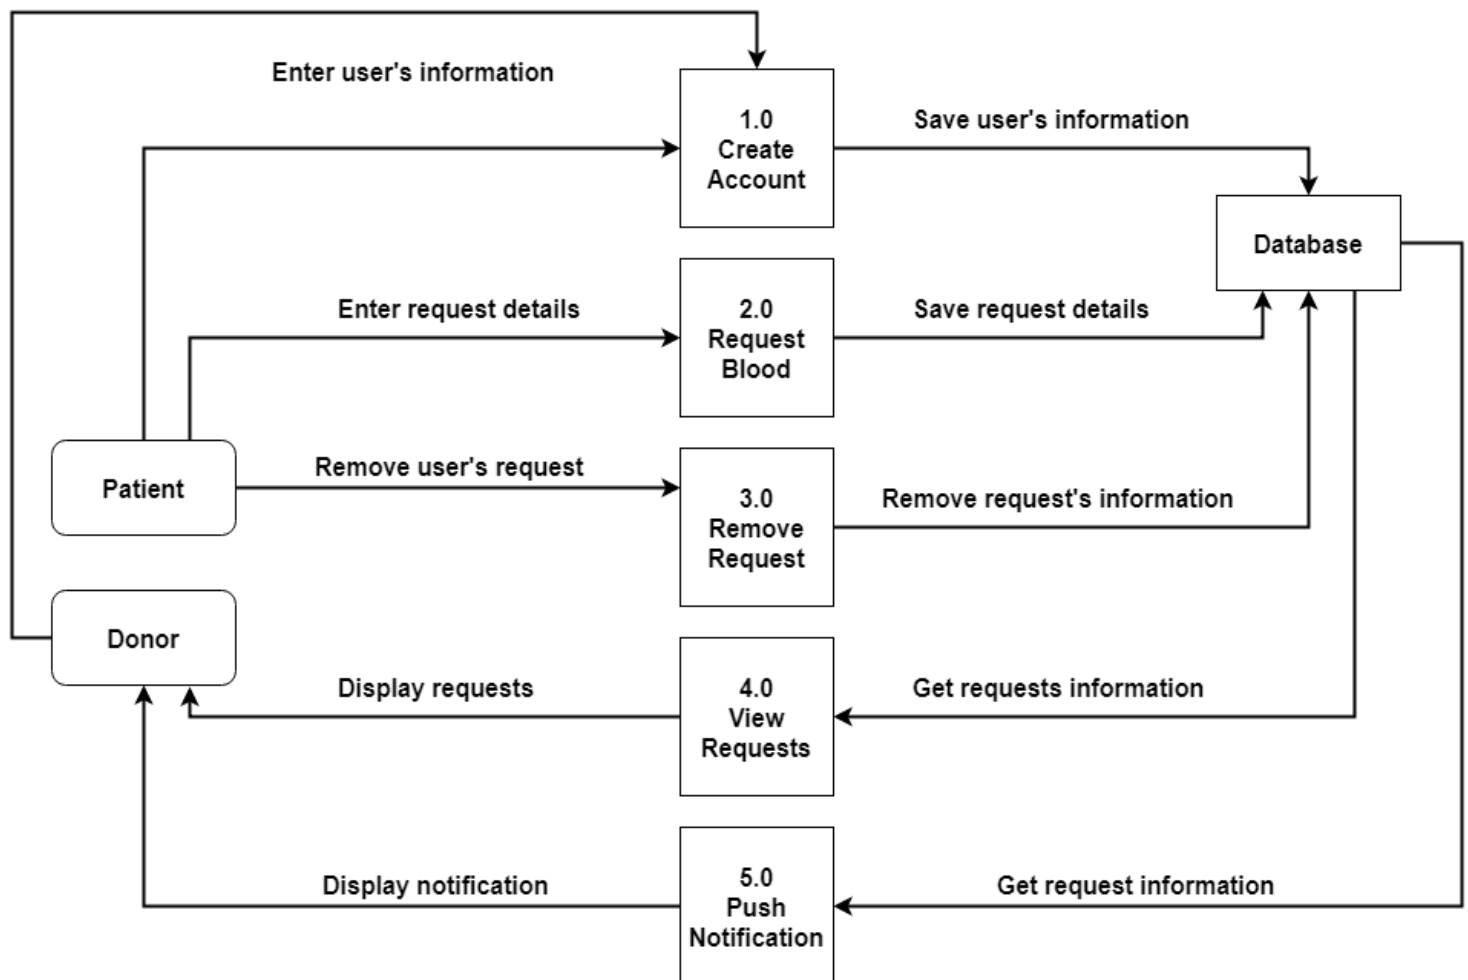 Enter user's information
1.0
Create
Account
Save user's information
Database
Enter request details
2.0
Request
Blood
Save request details
Patient
Remove user's request
3.0
Remove
Request
Remove request's information
Donor
Display requests
4.0
View
Requests
Get requests information
Display notification
5.0
Push
Notification
Get request information